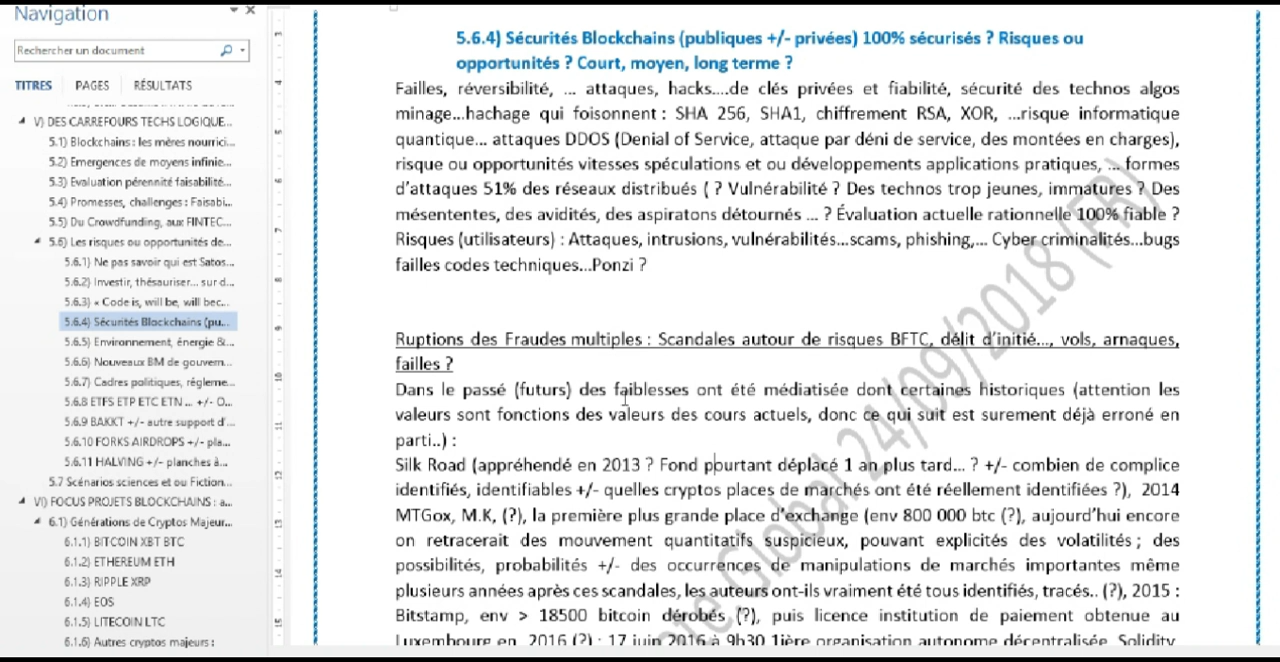 Navigation
Rechercher un document
TITRES PAGES RÉSULTATS
V) DES CARREFOURS TECHS LOGIQUE...
5.1) Blockchains : les mères nourrici...
5.2) Emergences de moyens infinie...
5.3) Evaluation pérennité faisabilité...
5.4) Promesses, challenges : Faisabi...
5.5) Du Crowdfunding, aux FINTEC...
5.6) Les risques ou opportunités de...
5.6.1) Ne pas savoir qui est Satos...
5.6.2) Investir, thésauriser... sur d...
5.6.3) « Code is, will be, will bec...
5.6.4) Sécurités Blockchains (pu...
5.6.5) Environnement, énergie &...
5.6.6) Nouveaux BM de gouvern...
5.6.7) Cadres politiques, régleme...
5.6.8 ETFS ETP ETC ETN ... +/- O...
5.6.9 BAKKT +/- autre support d'...
5.6.10 FORKS AIRDROPS +/- pla...
5.6.11 HALVING +/- planches à...
5.7 Scénarios sciences et ou Fiction...
VI) FOCUS PROJETS BLOCKCHAINS : a...
6.1) Générations de Cryptos Majeur...
6.1.1) BITCOIN XBT BTC
6.1.2) ETHEREUM ETH
6.1.3) RIPPLE XRP
6.1.4) EOS
6.1.5) LITECOIN LTC
6.1.6) Autres cryptos majeurs :
5.6.4) Sécurités Blockchains (publiques +/- privées) 100% sécurisés ? Risques ou
opportunités ? Court, moyen, long terme ?
Failles, réversibilité, ... attaques, hacks....de clés privées et fiabilité, sécurité des technos algos
minage...hachage qui foisonnent : SHA 256, SHA1, chiffrement RSA, XOR, ...risque informatique
quantique... attaques DDOS (Denial of Service, attaque par déni de service, des montées en charges),
risque ou opportunités vitesses spéculations et ou développements applications pratiques, ... formes
d'attaques 51% des réseaux distribués ( ? Vulnérabilité ? Des technos trop jeunes, immatures ? Des
mésententes, des avidités, des aspiratons détournés ... ? Évaluation actuelle rationnelle 100% fiable ?
Risques (utilisateurs) : Attaques, intrusions, vulnérabilités...scams, phishing,... Cyber criminalités...bugs
failles codes techniques...Ponzi ?
Ruptions des Fraudes multiples : Scandales autour de risques BFTC, délit d'initié..., vols, arnaques,
failles ?
Dans le passé (futurs) des faiblesses ont été médiatisée dont certaines historiques (attention les
valeurs sont fonctions des valeurs des cours actuels, donc ce qui suit est surement déjà erroné en
parti..) :
Silk Road (appréhendé en 2013 ? Fond pourtant déplacé 1 an plus tard... ? +/- combien de complice
identifiés, identifiables +/- quelles cryptos places de marchés ont été réellement identifiées ?), 2014
MTGox, M.K, (?), la première plus grande place d'exchange (env 800 000 btc (?), aujourd'hui encore
on retracerait des mouvement quantitatifs suspicieux, pouvant explicités des volatilités ; des
possibilités, probabilités +/- des occurrences de manipulations de marchés importantes même
plusieurs années après ces scandales, les auteurs ont-ils vraiment été tous identifiés, tracés.. (?), 2015 :
Bitstamp, env > 18500 bitcoin dérobés (?), puis licence institution de paiement obtenue au
Luxembourg en 2016 (?) ; 17 juin 2016 à 9h30 1ière organisation autonome décentralisée, Solidity,
Global 24/09/2018 (FR)